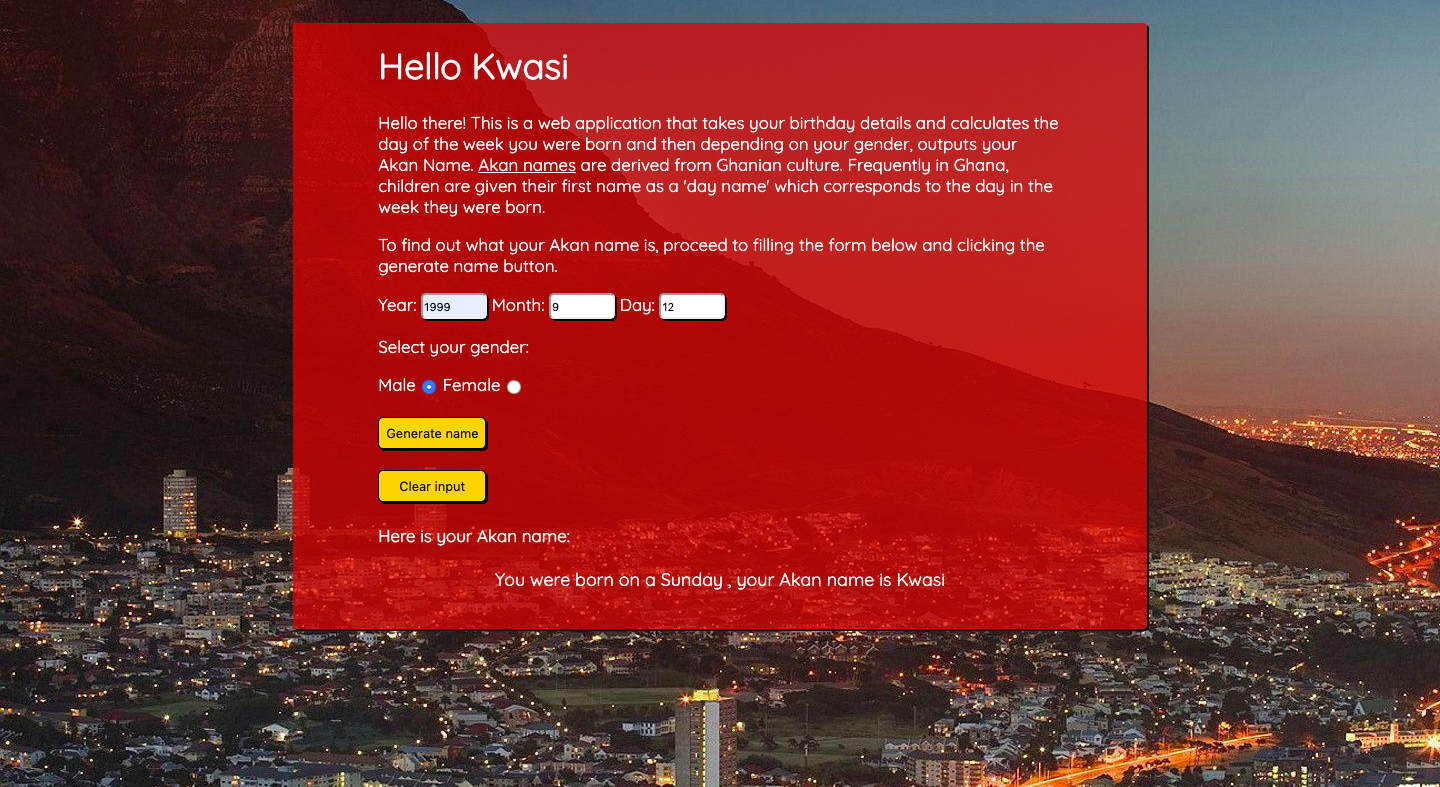 Hello Kwasi
Hello there! This is a web application that takes your birthday details and calculates the
day of the week you were born and then depending on your gender, outputs your
Akan Name. Akan names are derived from Ghanian culture. Frequently in Ghana,
children are given their first name as a 'day name' which corresponds to the day in the
week they were born.
To find out what your Akan name is, proceed to filling the form below and clicking the
generate name button.
Year: 1999 Month: 9 Day: 12
Select your gender:
Male Female
Generate name
Clear input
Here is your Akan name:
You were born on a Sunday , your Akan name is Kwasi